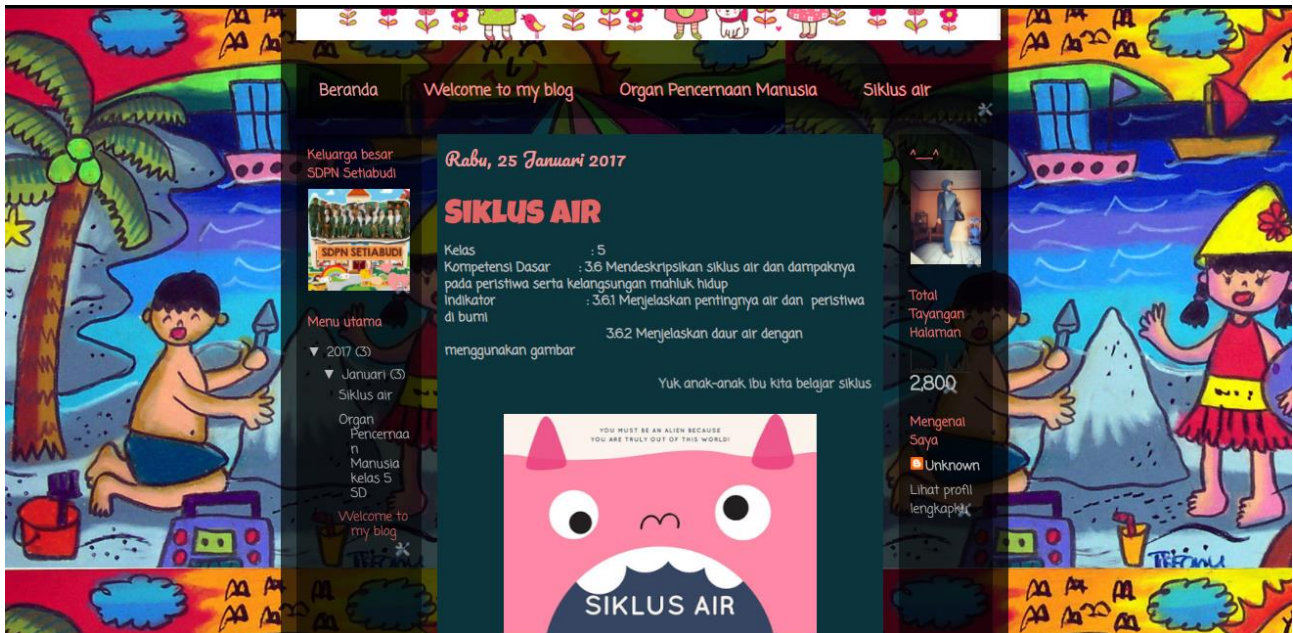 Beranda
Welcome to my blog
Organ Pencernaan Manusia
Siklus air
Keluarga besar
SDPN Setiabudi
SDPN SETIABUDI
Menu utama
▼ 2017 (3)
▼ Januari (3)
Siklus air
Organ
Pencernaa
n
Manusia
kelas 5
SD
Welcome to
my blog
Rabu, 25 Januari 2017
SIKLUS AIR
Kelas : 5
Kompetensi Dasar : 3.6 Mendeskripsikan siklus air dan dampaknya
pada peristiwa serta kelangsungan mahluk hidup
Indikator : 3.6.1 Menjelaskan pentingnya air dan peristiwa
di bumi
3.6.2 Menjelaskan daur air dengan
menggunakan gambar
Yuk anak-anak ibu kita belajar siklus
YOU MUST BE AN ALIEN BECAUSE
YOU ARE TRULY OUT OF THIS WORLD!
SIKLUS AIR
^__^
Total
Tayangan
Halaman
2,800
Mengenai
Saya
Unknown
Lihat profil
lengkapku